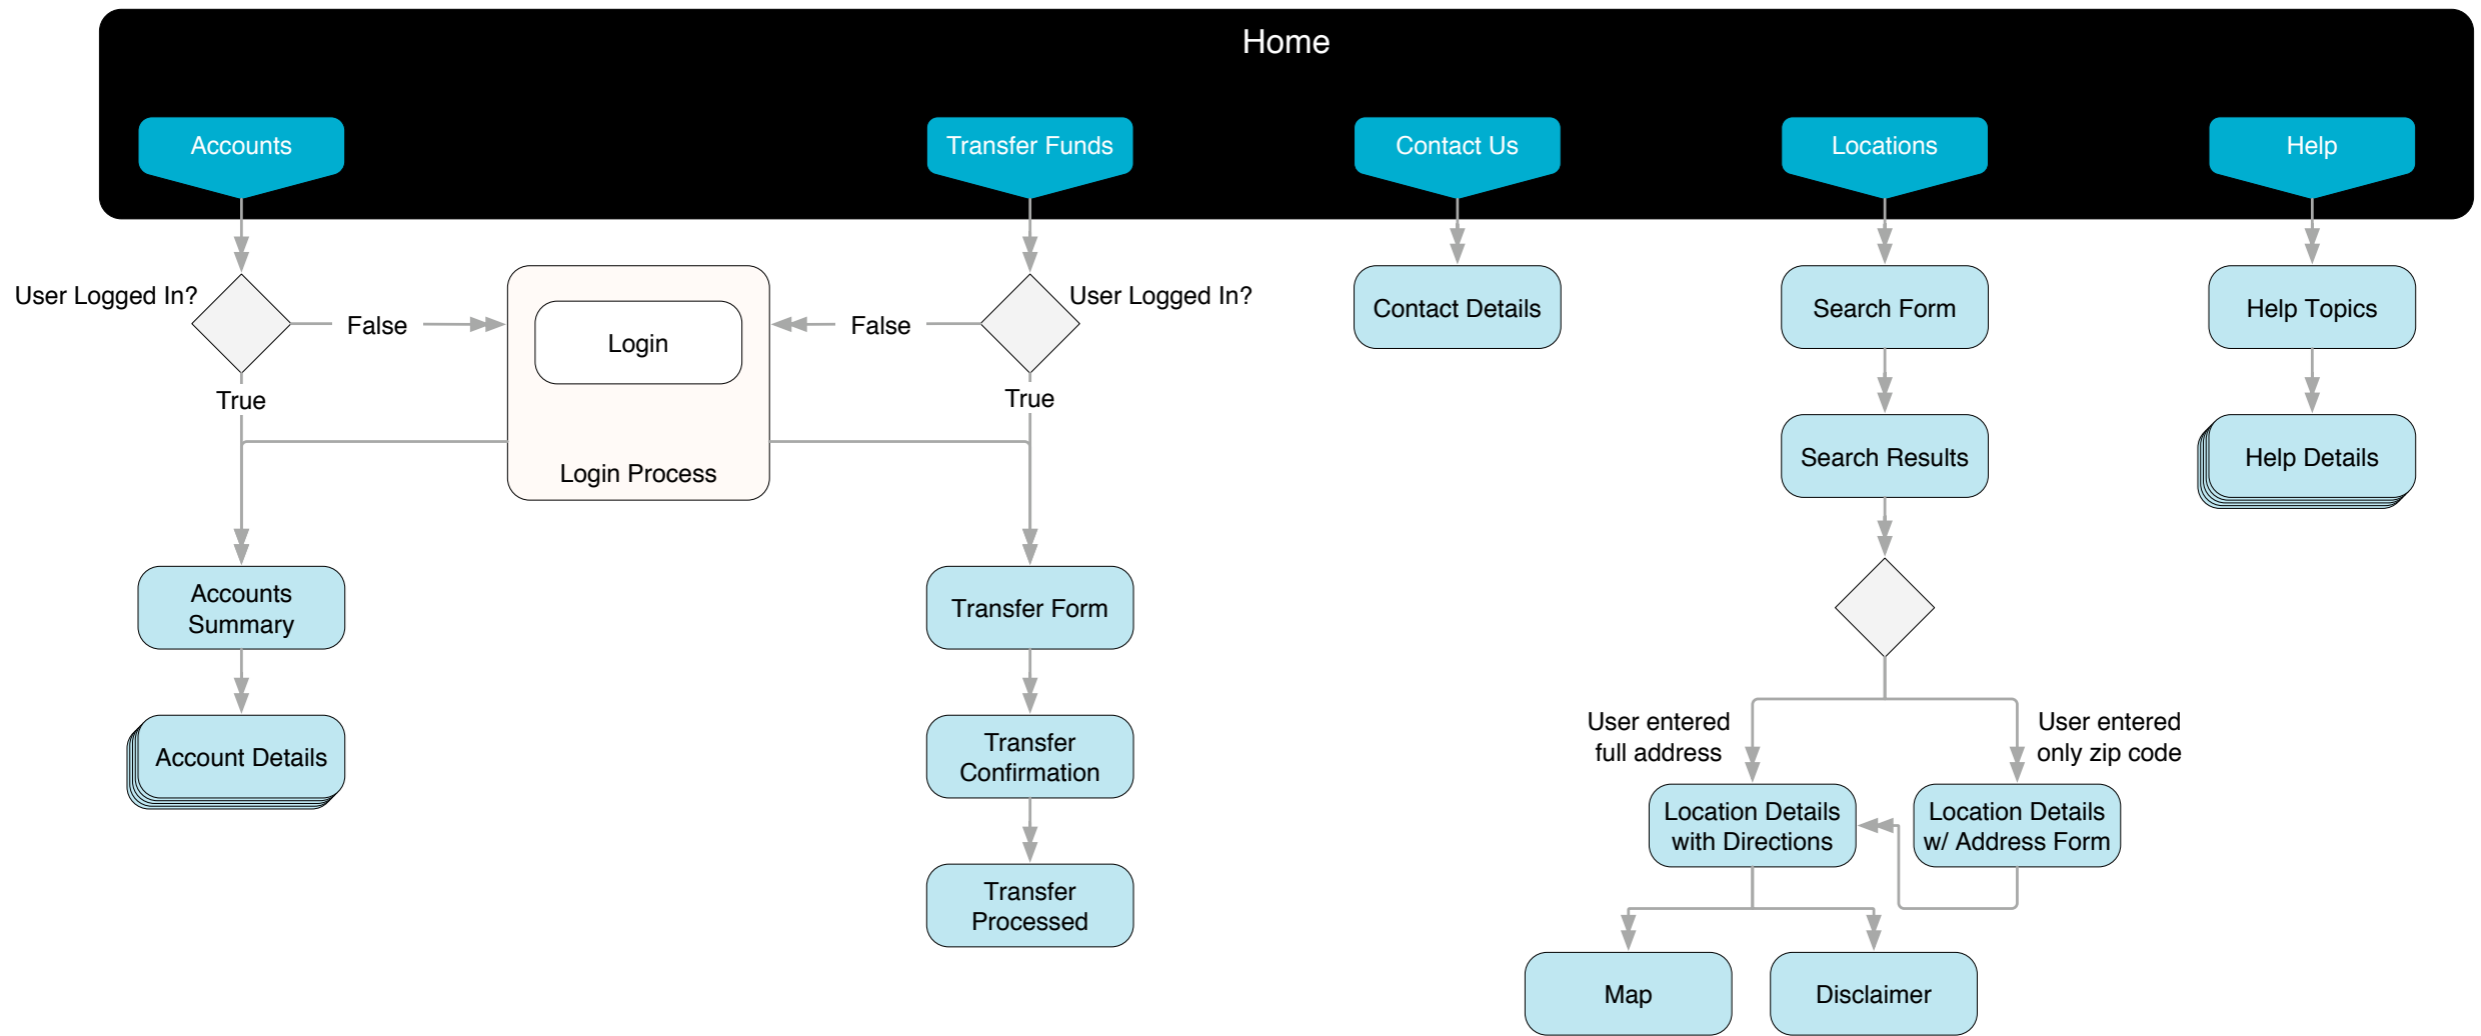 Home
Accounts
Transfer Funds
Contact Us
Locations
Help
User Logged In?
False
Login
False
User Logged In?
Contact Details
Search Form
Help Topics
True
True
Login Process
Search Results
Help Details
Accounts
Summary
Transfer Form
Account Details
Transfer
Confirmation
User entered
full address
User entered
only zip code
Location Details
with Directions
Location Details
w/ Address Form
Transfer
Processed
Map
Disclaimer